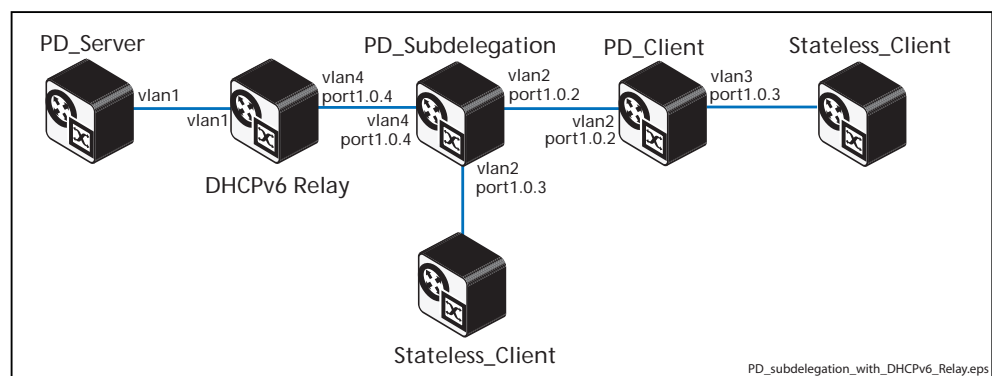 PD_Server
PD_Subdelegation
PD_Client
Stateless_Client
vlan1
vlan1
vlan4
port1.0.4
vlan4
port1.0.4
vlan2
port1.0.2
vlan2
port1.0.2
vlan3
port1.0.3
DHCPv6 Relay
vlan2
port1.0.3
Stateless_Client
PD_subdelegation_with_DHCPv6_Relay.eps